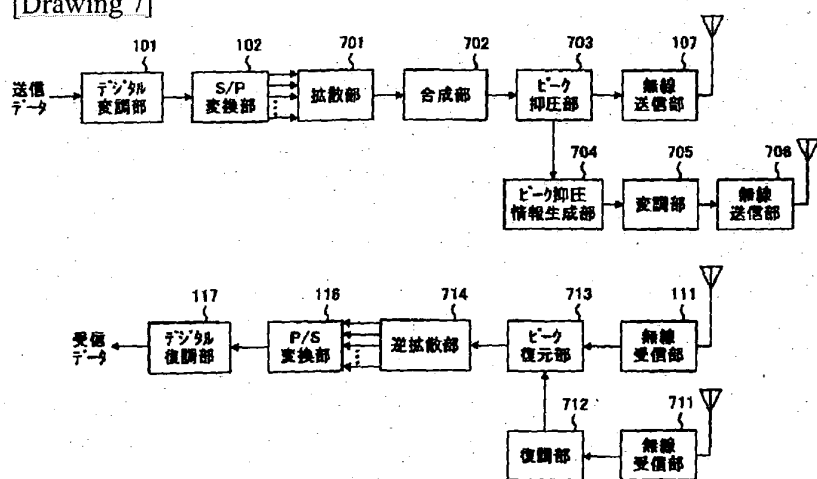 [Drawing 7]
101
102
701
702
703
107
送信
データ
デジタル
変調部
S/P
変換部
拡散部
合成部
ピーク
抑圧部
無線
送信部
704
705
706
ピーク抑圧
情報生成部
変調部
無線
送信部
117
116
714
713
111
受信
データ
デジタル
復調部
P/S
変換部
逆拡散部
ピーク
復元部
無線
受信部
712
711
復調部
無線
受信部